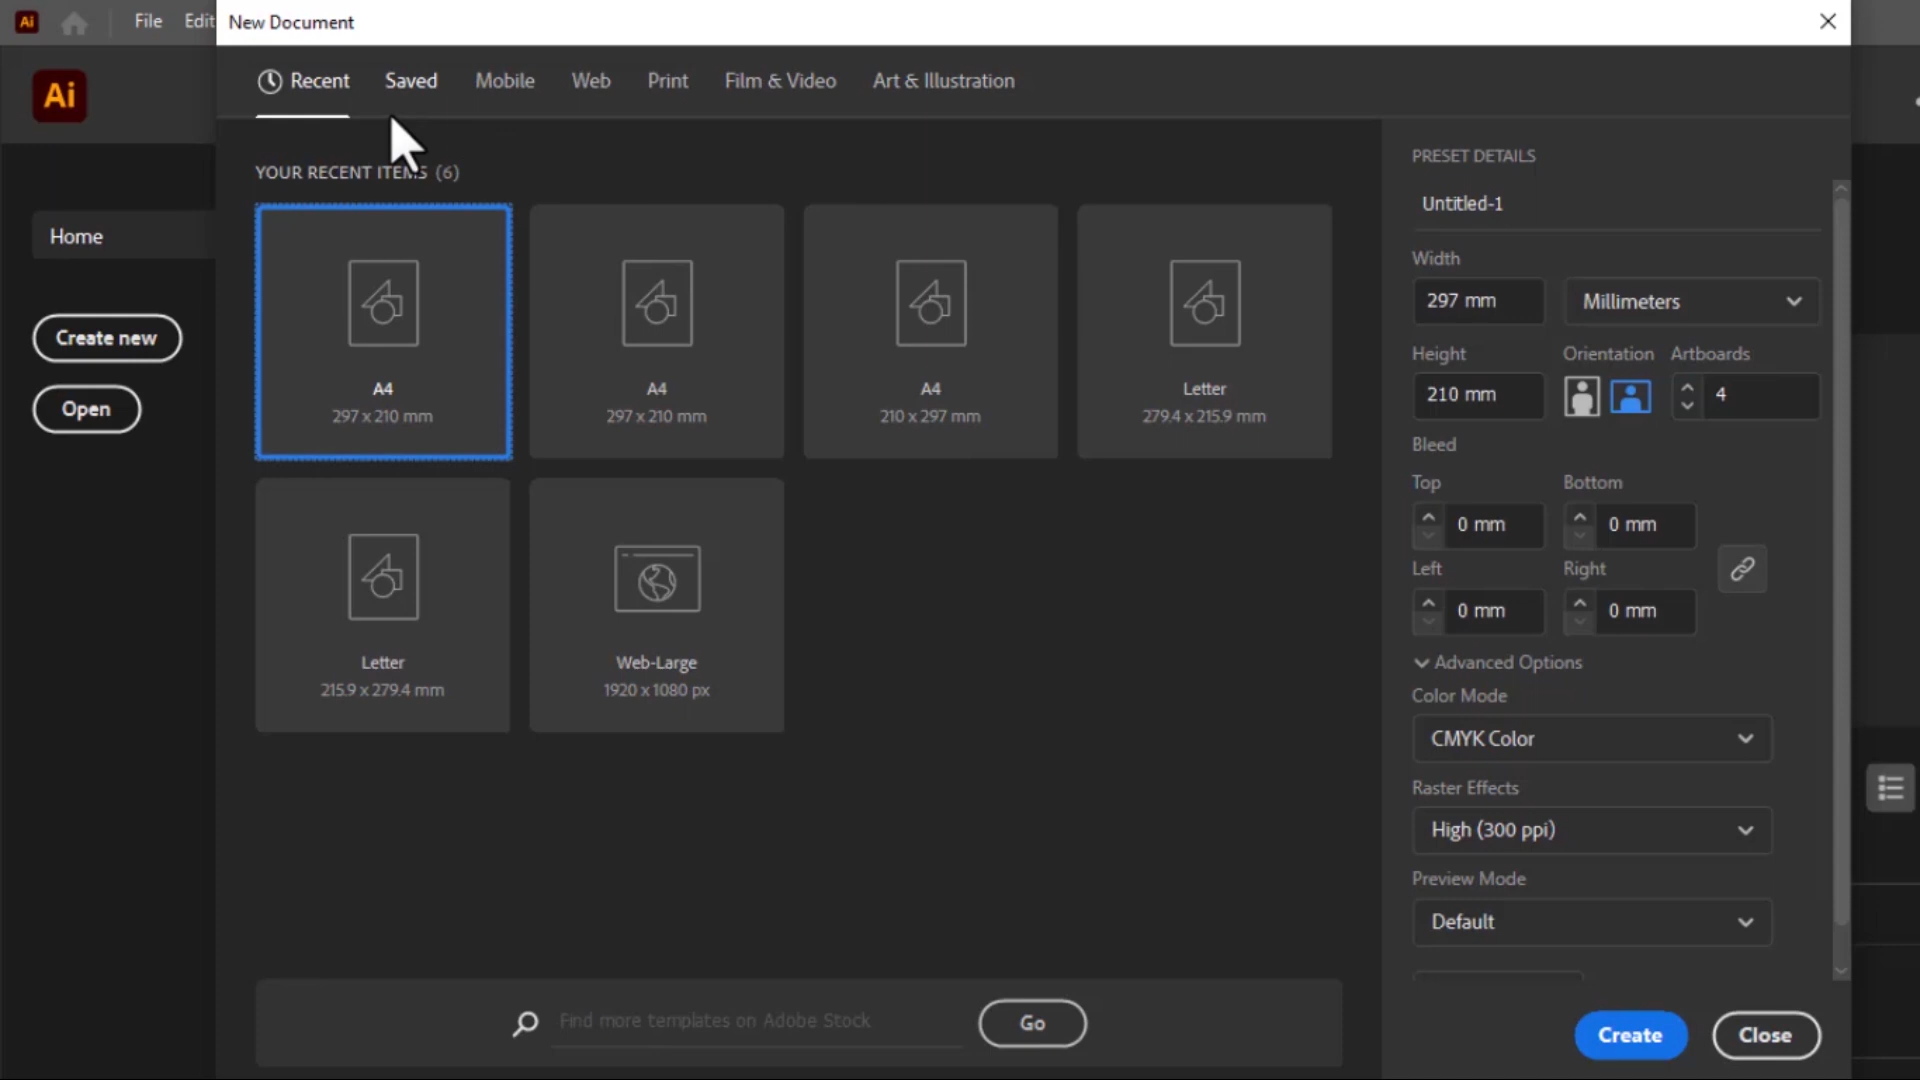 Ai File Edit New Document
Ai
Recent Saved Mobile Web Print Film & Video Art & Illustration
Home
Create new
Open
YOUR RECENT ITEMS (6)
A4
297 x 210 mm
A4
297 x 210 mm
A4
210 x 297 mm
Letter
279.4 x 215.9 mm
Letter
215.9 x 279.4 mm
Web-Large
1920 x 1080 px
Find more templates on Adobe Stock
Go
PRESET DETAILS
Untitled-1
Width
297 mm Millimeters
Height Orientation Artboards
210 mm 4
Bleed
Top Bottom
0 mm 0 mm
Left Right
0 mm 0 mm
Advanced Options
Color Mode
CMYK Color
Raster Effects
High (300 ppi)
Preview Mode
Default
Create Close